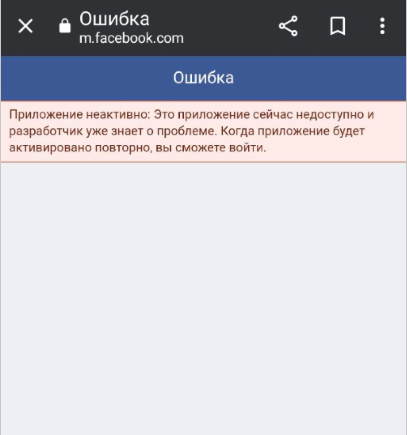 Ошибка
m.facebook.com
Ошибка
Приложение неактивно: Это приложение сейчас недоступно и
разработчик уже знает о проблеме. Когда приложение будет
активировано повторно, вы сможете войти.